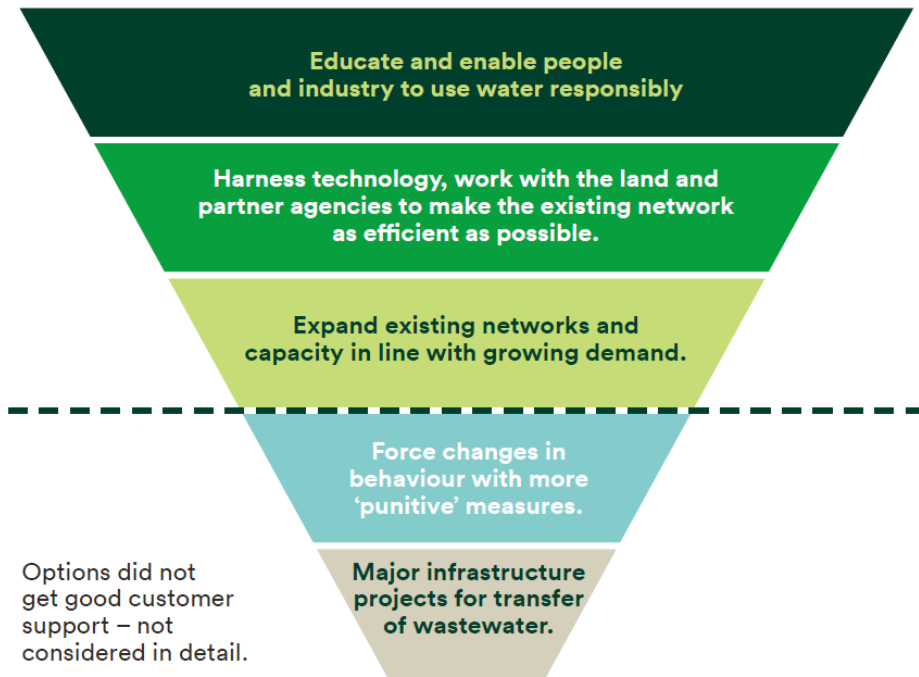 Educate and enable people
and industry to use water responsibly
Harness technology, work with the land and
partner agencies to make the existing network
as efficient as possible.
Expand existing networks and
capacity in line with growing demand.
Force changes in
behaviour with more
‘punitive’ measures.
Major infrastructure
projects for transfer
of wastewater.
Options did not
get good customer
support – not
considered in detail.